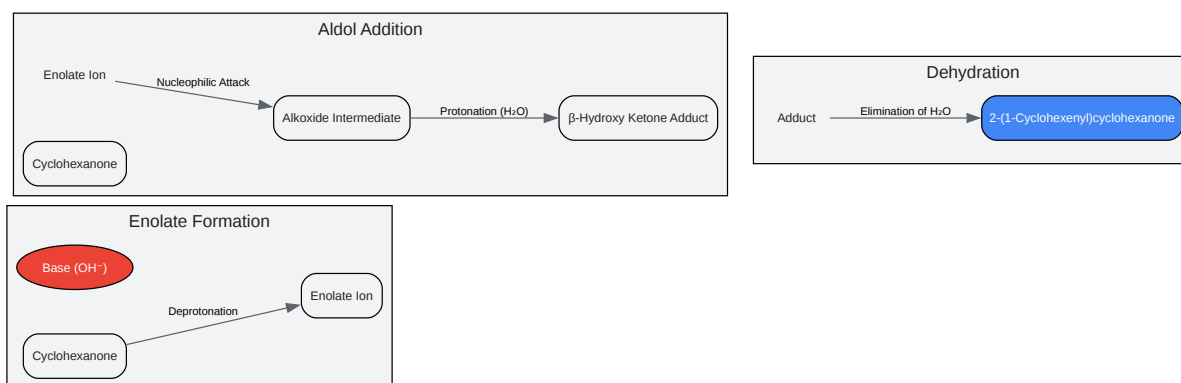 Aldol Addition
Enolate Ion
Nucleophilic Attack
Alkoxide Intermediate
Protonation (H₂O)
β-Hydroxy Ketone Adduct
Cyclohexanone
Dehydration
Adduct
Elimination of H₂O
2-(1-Cyclohexenyl)cyclohexanone
Enolate Formation
Base (OH⁻)
Deprotonation
Enolate Ion
Cyclohexanone